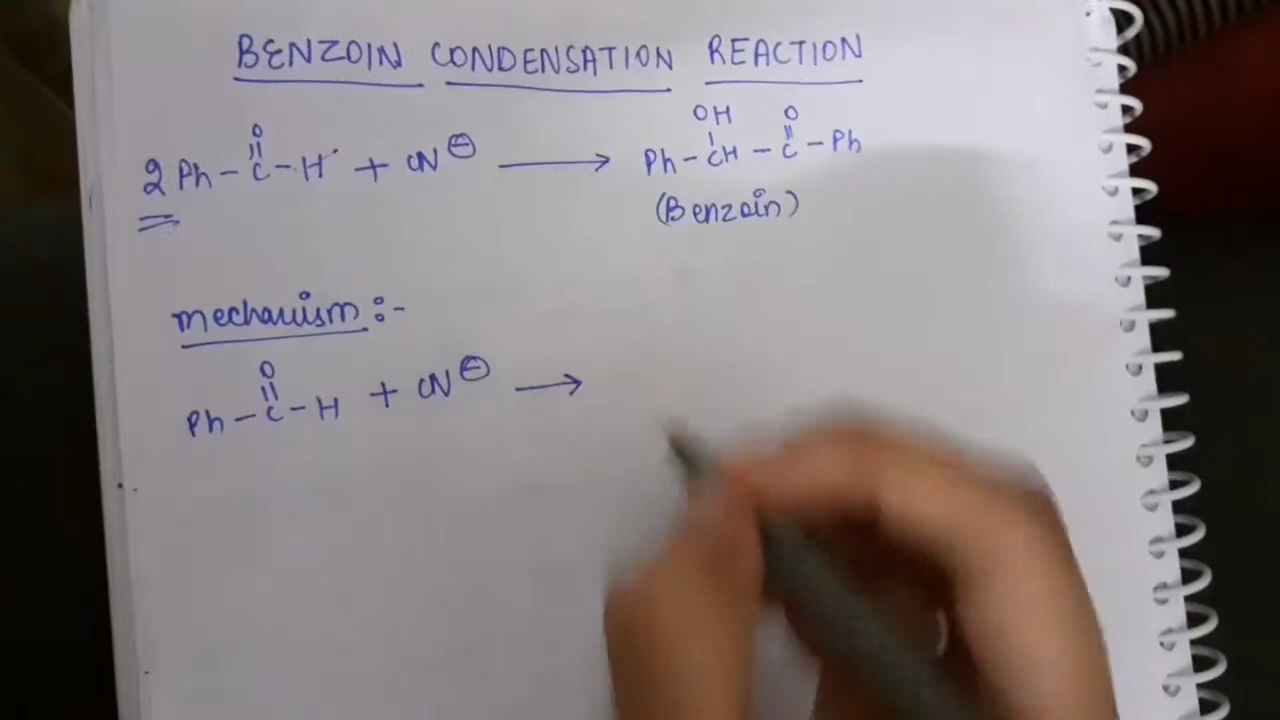 BENZOIN CONDENSATION REACTION
O OH O
2 Ph – C – H + CN ⊖ ⟶ Ph – CH – C – Ph
(Benzoin)
mechanism :-
O
Ph – C – H + CN ⊖ ⟶